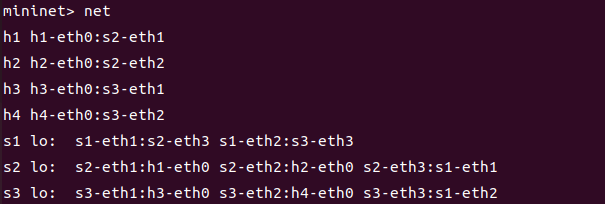 mininet> net
h1 h1-eth0:s2-eth1
h2 h2-eth0:s2-eth2
h3 h3-eth0:s3-eth1
h4 h4-eth0:s3-eth2
s1 lo:  s1-eth1:s2-eth3 s1-eth2:s3-eth3
s2 lo:  s2-eth1:h1-eth0 s2-eth2:h2-eth0 s2-eth3:s1-eth1
s3 lo:  s3-eth1:h3-eth0 s3-eth2:h4-eth0 s3-eth3:s1-eth2